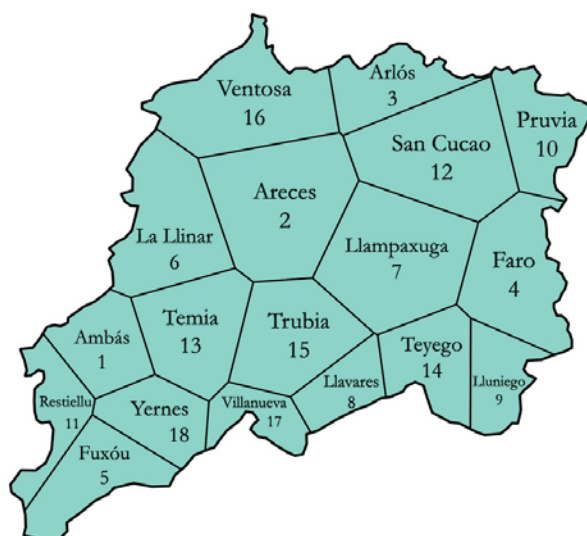 Ventosa
16
Arlós
3
Pruvia
10
San Cucao
12
Areces
2
La Llinar
6
Llampaxuga
7
Faro
4
Ambás
1
Temia
13
Trubia
15
Teyego
14
Lluniego
9
Llavares
8
Restiellu
11
Yernes
18
Villanueva
17
Fuxóu
5